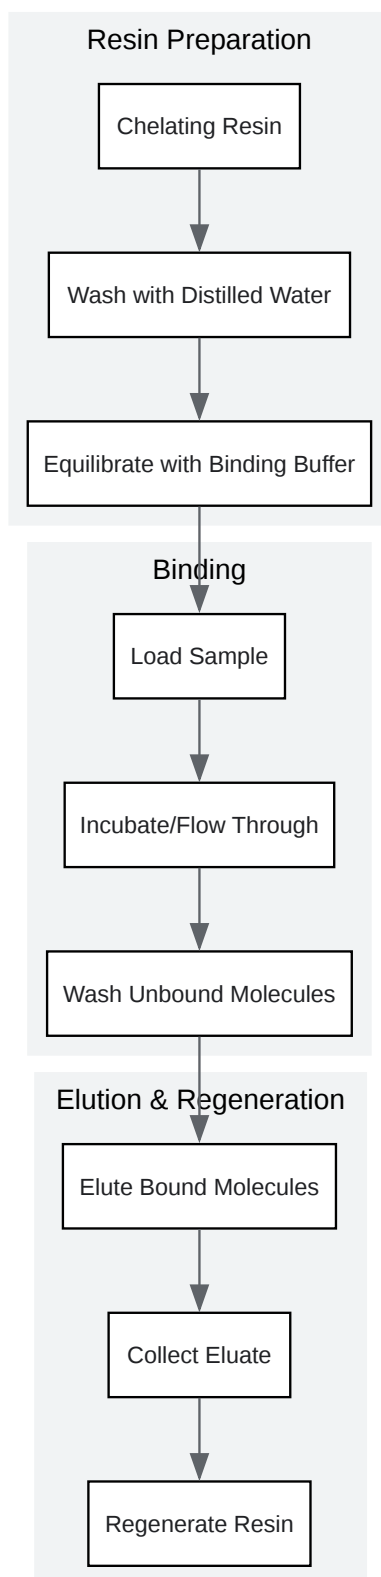 Resin Preparation
Chelating Resin
Wash with Distilled Water
Equilibrate with Binding Buffer
Binding
Load Sample
Incubate/Flow Through
Wash Unbound Molecules
Elution & Regeneration
Elute Bound Molecules
Collect Eluate
Regenerate Resin